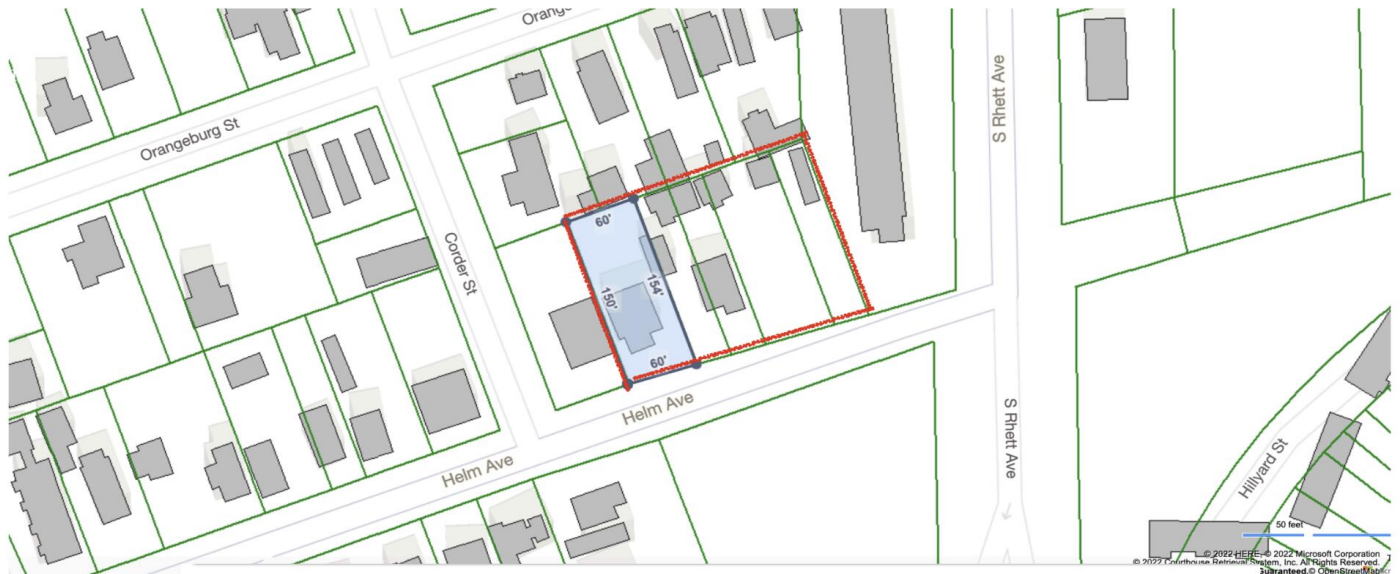 Orang
S Rhett Ave
Orangeburg St
60'
Corder St
150'
154'
60'
Helm Ave
S Rhett Ave
Helm Ave
Hillyard St
50 feet
© 2022 HERE, © 2022 Microsoft Corporation
© 2022 Courthouse Retrieval System, Inc. All Rights Reserved.
Guaranteed.© OpenStreetMap